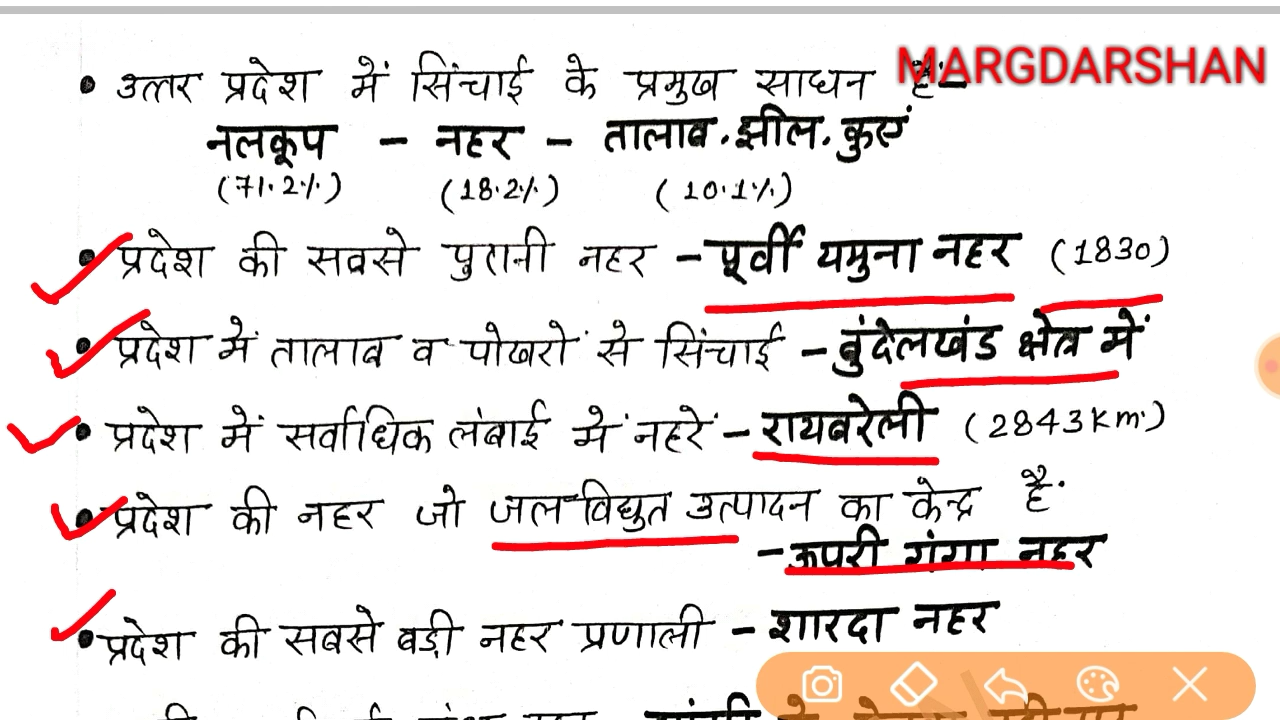 MARGDARSHAN
• उत्तर प्रदेश में सिंचाई के प्रमुख साधन हैं-
नलकूप - नहर - तालाब. झील. कुएं
(71.2%) (18.2%) (10.1%)
• प्रदेश की सबसे पुरानी नहर - पूर्वी यमुना नहर (1830)
• प्रदेश में तालाब व पोखरों से सिंचाई - बुंदेलखंड क्षेत्र में
• प्रदेश में सर्वाधिक लंबाई में नहरें - रायबरेली (2843km.)
• प्रदेश की नहर जो जल विद्युत उत्पादन का केन्द्र है.
- ऊपरी गंगा नहर
• प्रदेश की सबसे बड़ी नहर प्रणाली - शारदा नहर